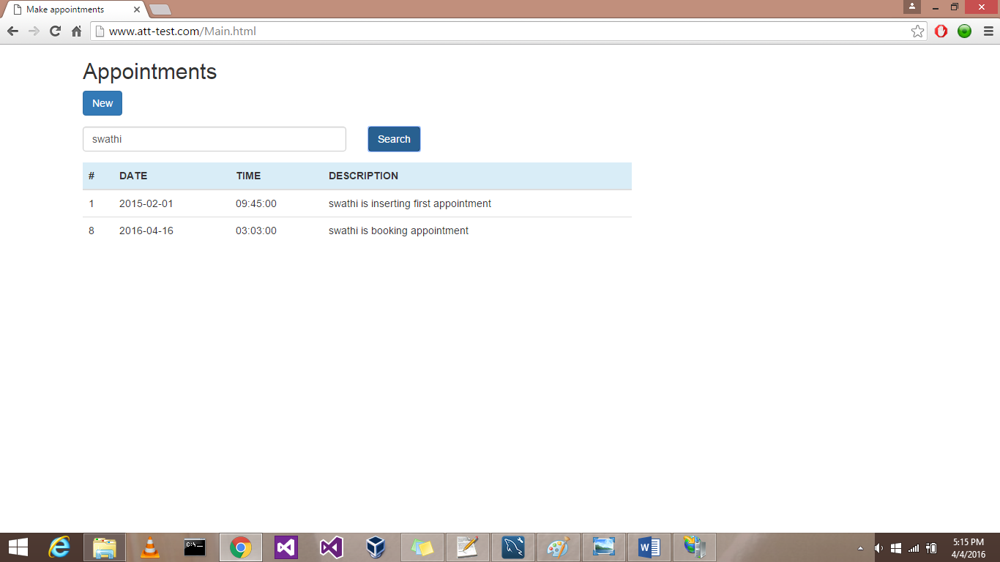 Make appointments
www.att-test.com/Main.html
Appointments
New
swathi Search
# DATE TIME DESCRIPTION
1 2015-02-01 09:45:00 swathi is inserting first appointment
8 2016-04-16 03:03:00 swathi is booking appointment
C:\_
5:15 PM
4/4/2016